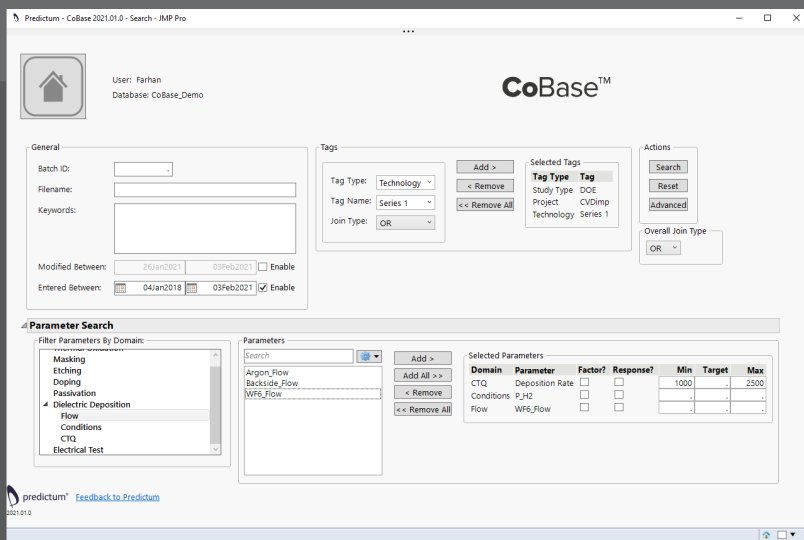 Predictum - CoBase 2021.01.0 - Search - JMP Pro
User: Farhan
Database: CoBase_Demo
CoBase™
General
Batch ID:
Filename:
Keywords:
Modified Between: 26Jan2021 03Feb2021 Enable
Entered Between: 04Jan2018 03Feb2021 Enable
Tags
Tag Type: Technology
Tag Name: Series 1
Join Type: OR
Add >
< Remove
<< Remove All
Selected Tags
Tag Type Tag
Study Type DOE
Project CVDimp
Technology Series 1
Actions
Search
Reset
Advanced
Overall Join Type
OR
Parameter Search
Filter Parameters By Domain:
Thermal Oxidation
Masking
Etching
Doping
Passivation
Dielectric Deposition
Flow
Conditions
CTQ
Electrical Test
Parameters
Search
Argon_Flow
Backside_Flow
WF6_Flow
Add >
Add All >>
< Remove
<< Remove All
Selected Parameters
Domain Parameter Factor? Response? Min Target Max
CTQ Deposition Rate 1000 . 2500
Conditions P_H2 . . .
Flow WF6_Flow . . .
predictum® Feedback to Predictum
2021.01.0